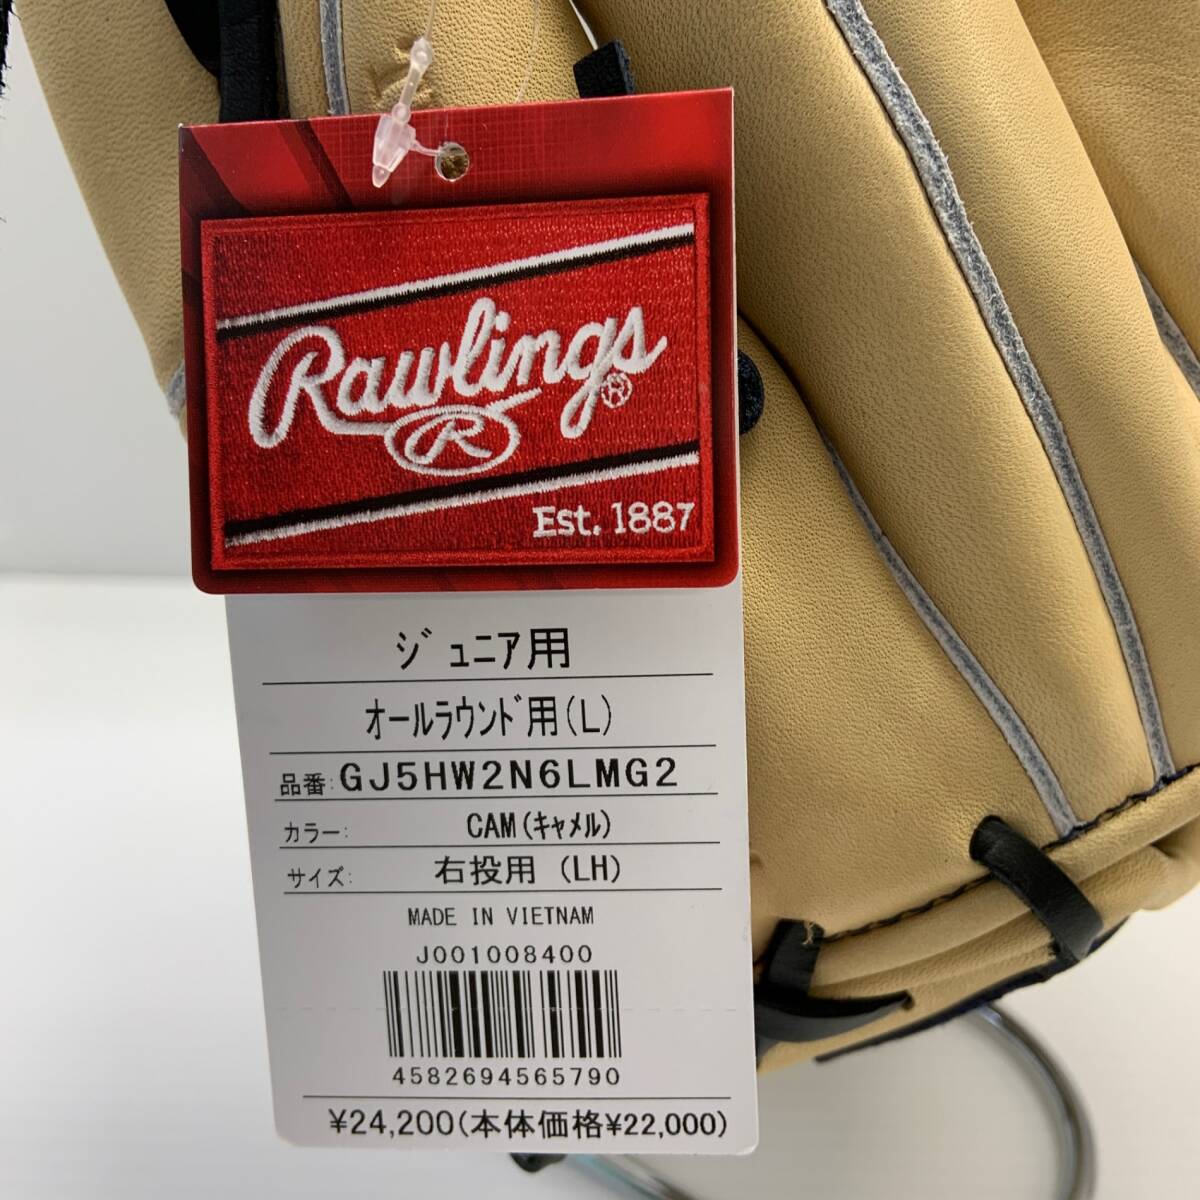 Rawlings®
R
Est. 1887
ｼﾞｭﾆｱ用
ｵｰﾙﾗｳﾝﾄﾞ用(L)
品番: GJ5HW2N6LMG2
カラー: CAM(ｷｬﾒﾙ)
サイズ: 右投用 (LH)
MADE IN VIETNAM
J001008400
4582694565790
¥24,200(本体価格¥22,000)